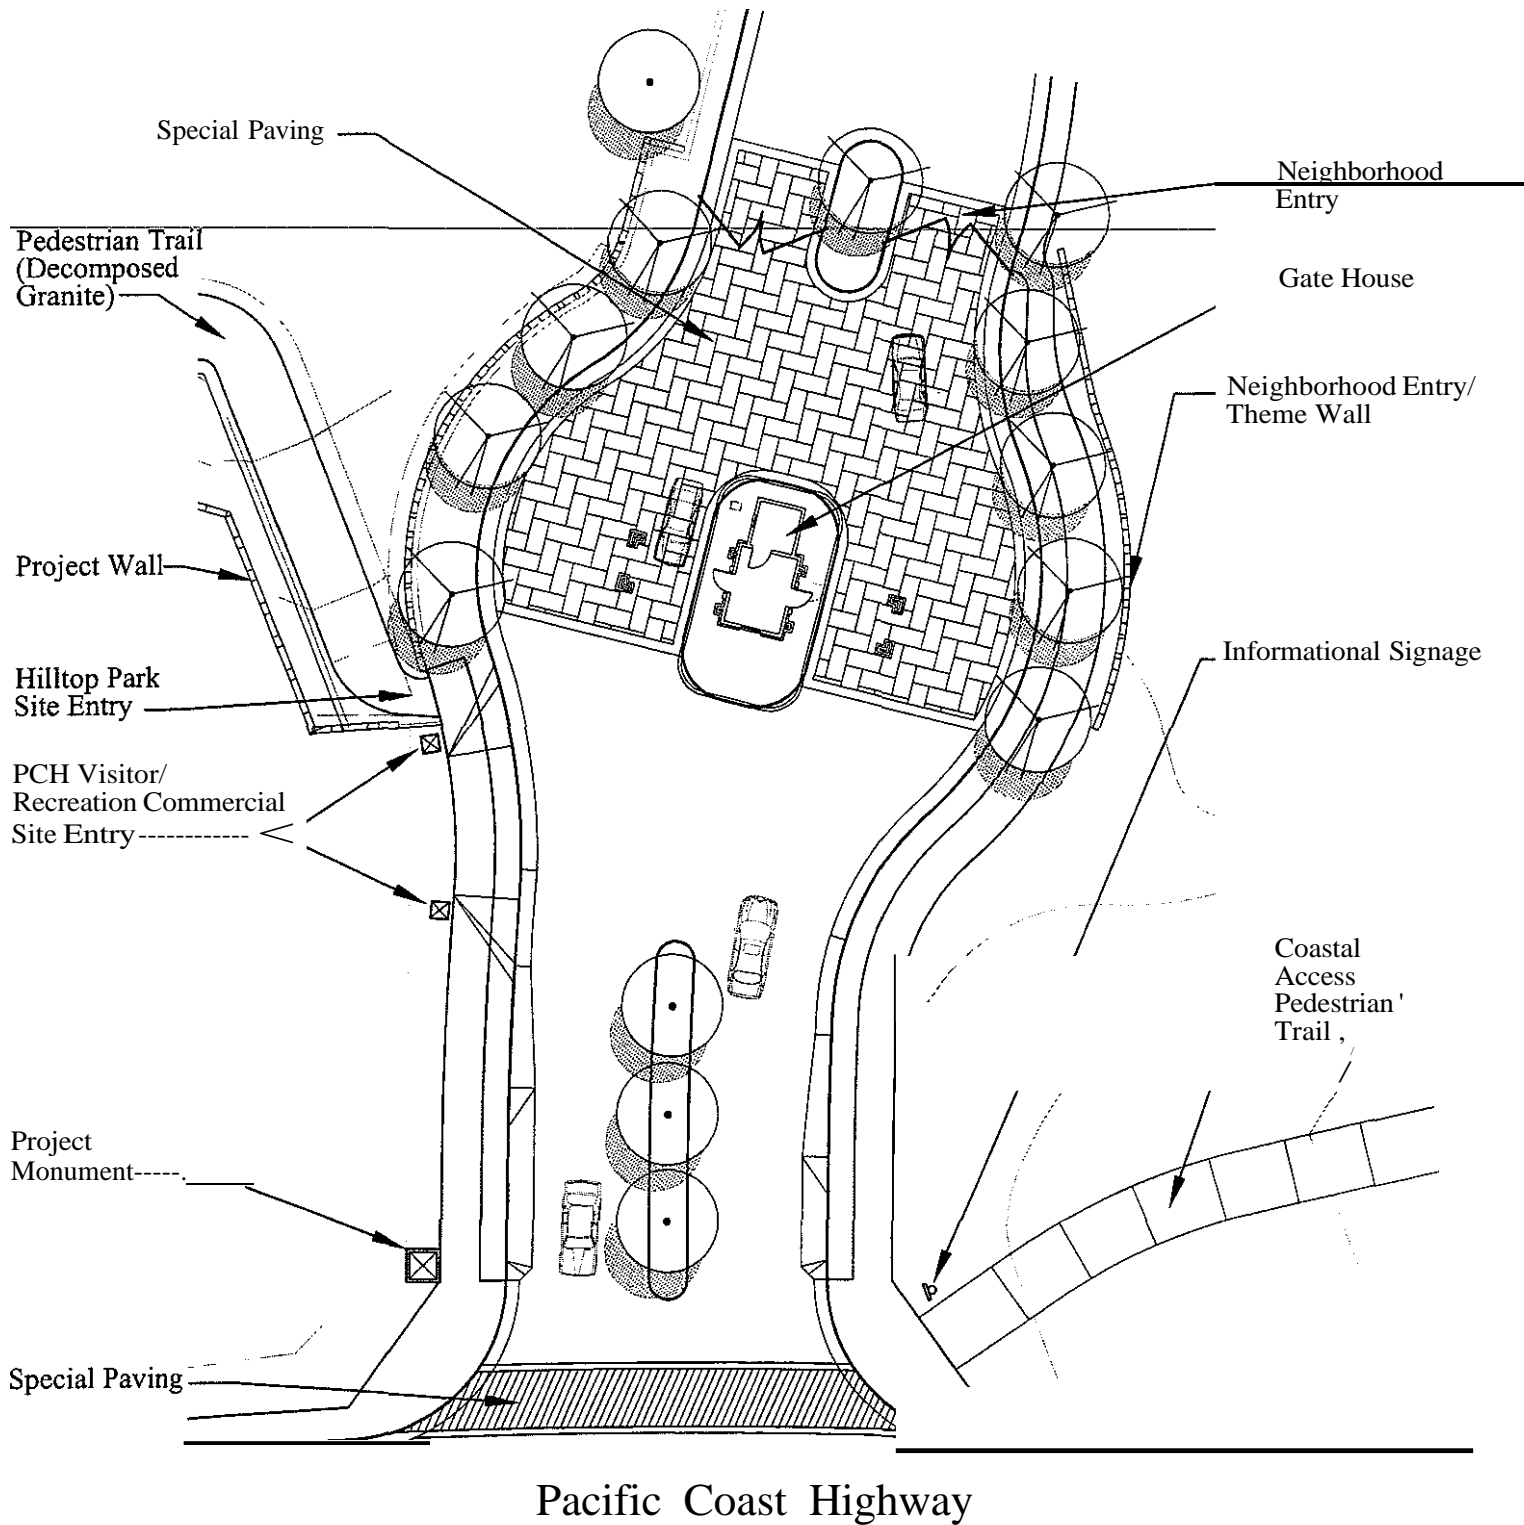 Special Paving
Neighborhood
Entry
Pedestrian Trail
(Decomposed
Granite)
Gate House
Neighborhood Entry/
Theme Wall
Project Wall
Informational Signage
Hilltop Park
Site Entry
PCH Visitor/
Recreation Commercial
Site Entry------------
Coastal
Access
Pedestrian '
Trail ,
Project
Monument-----.
Special Paving
Pacific Coast Highway